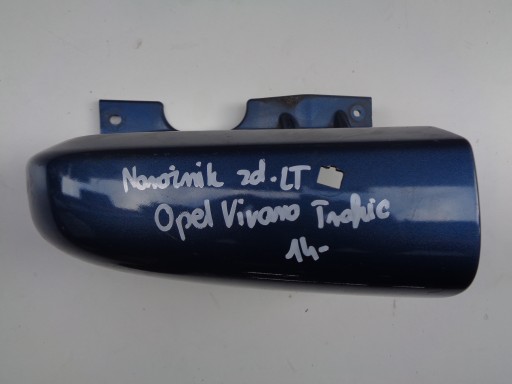 Narożnik zd. LT
Opel Vivaro Trafic
14-